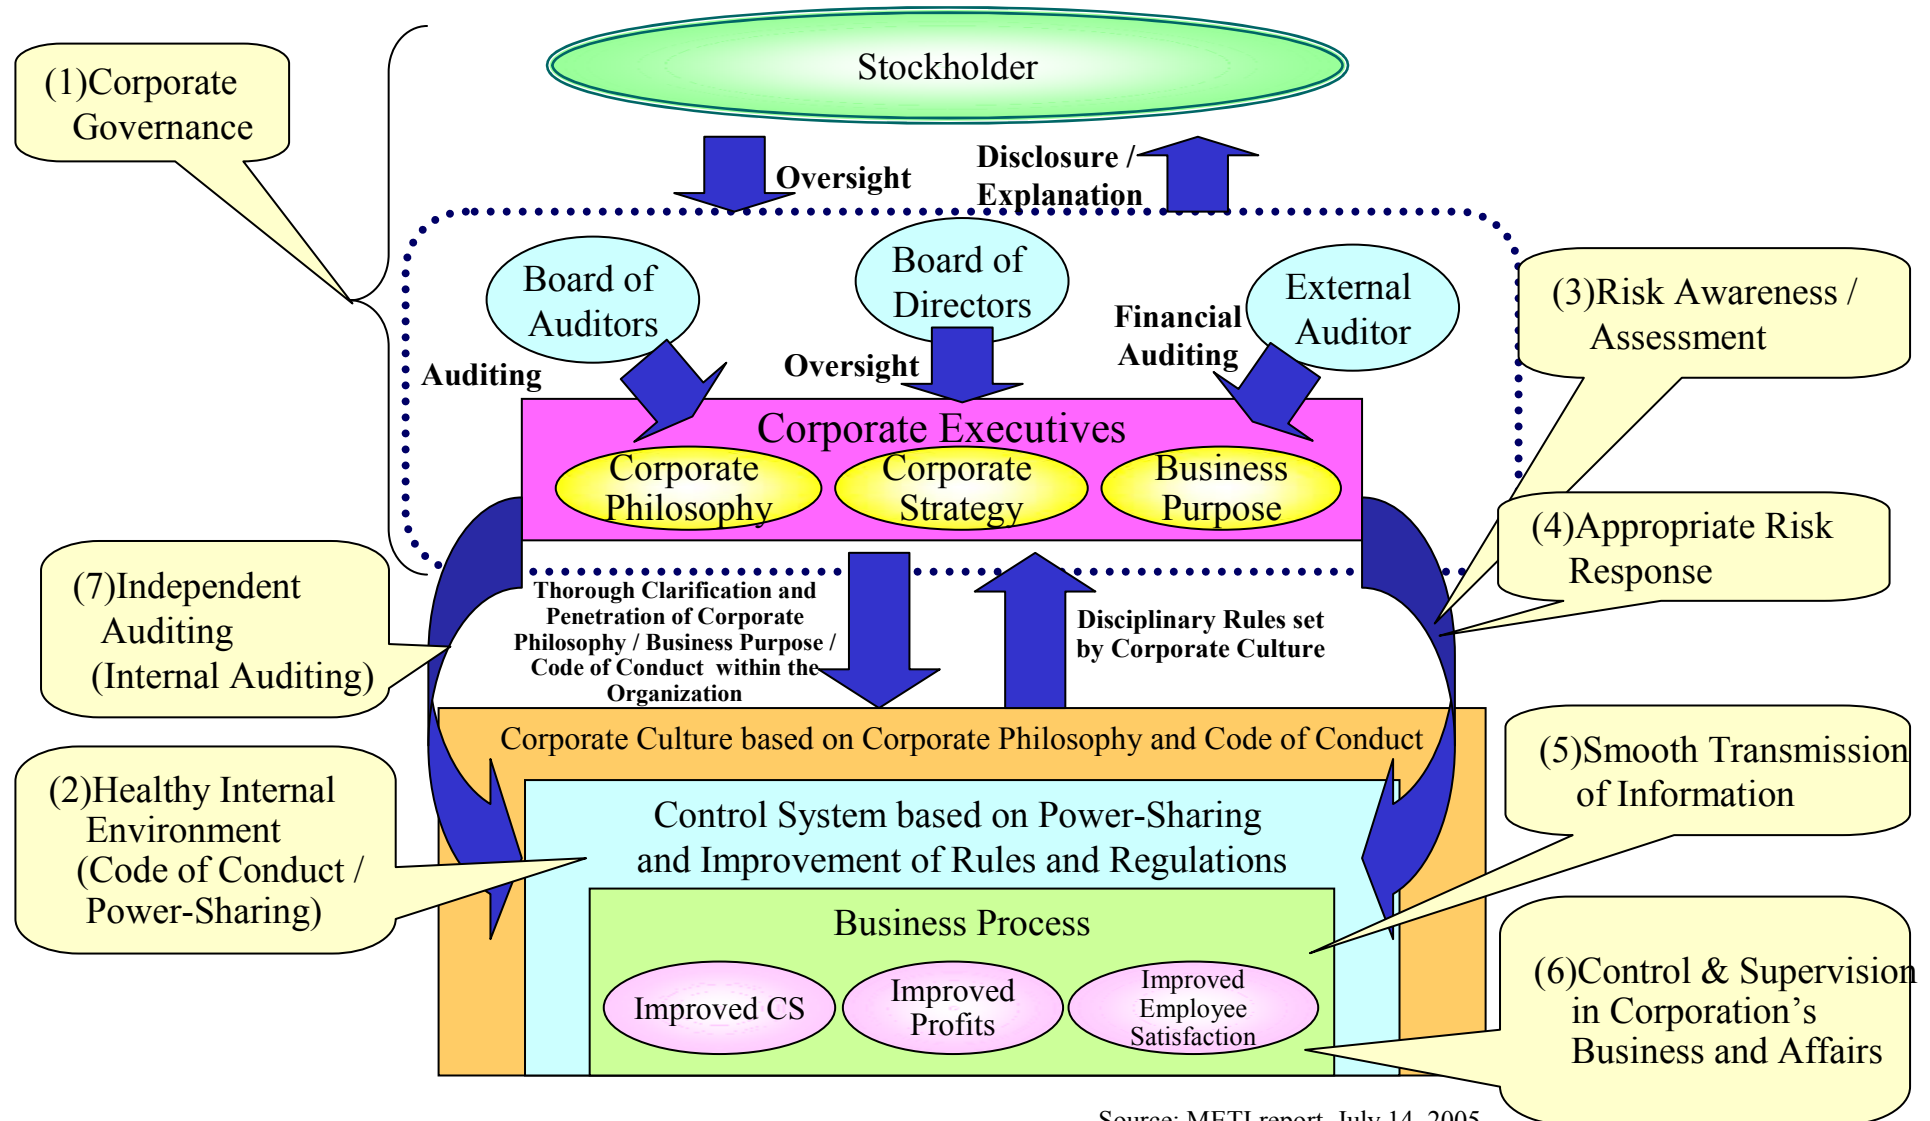 Stockholder
(1)Corporate
Governance
Oversight
Disclosure /
Explanation
Board of
Auditors
Board of
Directors
External
Auditor
(3)Risk Awareness /
Assessment
Auditing
Oversight
Financial
Auditing
Corporate Executives
Corporate
Philosophy
Corporate
Strategy
Business
Purpose
(4)Appropriate Risk
Response
(7)Independent
Auditing
(Internal Auditing)
Thorough Clarification and
Penetration of Corporate
Philosophy / Business Purpose /
Code of Conduct within the
Organization
Disciplinary Rules set
by Corporate Culture
Corporate Culture based on Corporate Philosophy and Code of Conduct
(5)Smooth Transmission
of Information
(2)Healthy Internal
Environment
(Code of Conduct /
Power-Sharing)
Control System based on Power-Sharing
and Improvement of Rules and Regulations
Business Process
Improved CS
Improved
Profits
Improved
Employee
Satisfaction
(6)Control & Supervision
in Corporation's
Business and Affairs
Source: METI report, July 14, 2005